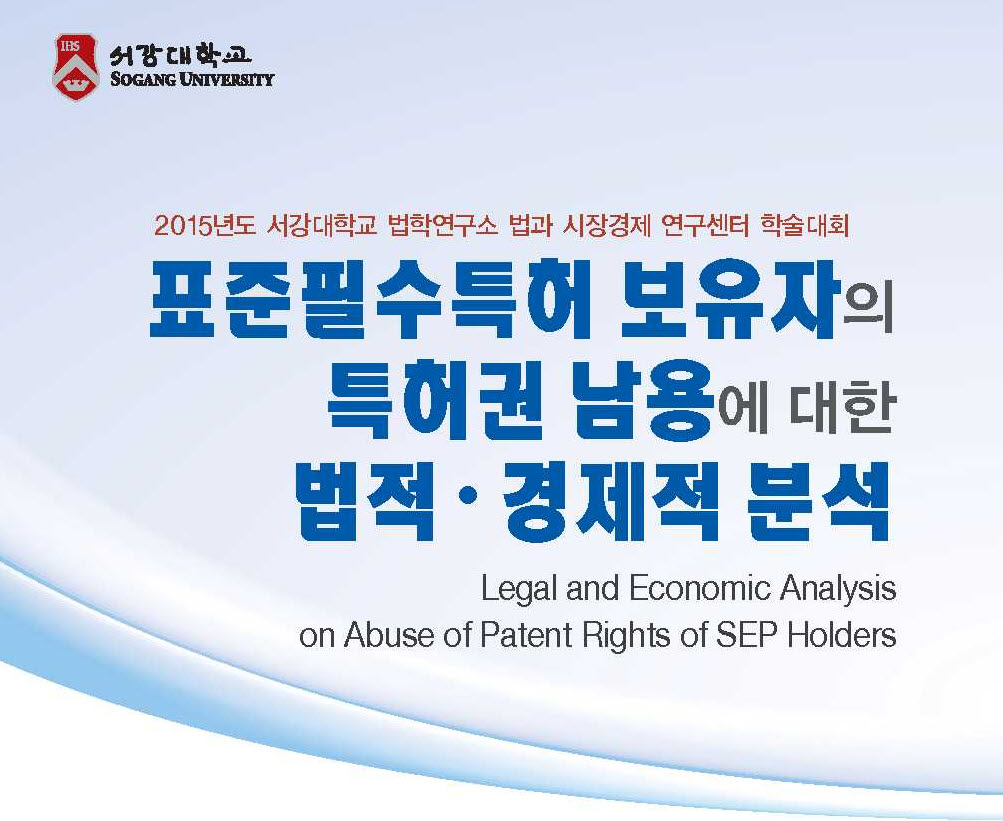 IHS
서강대학교
SOGANG UNIVERSITY
2015년도 서강대학교 법학연구소 법과 시장경제 연구센터 학술대회
표준필수특허 보유자의
특허권 남용에 대한
법적·경제적 분석
Legal and Economic Analysis
on Abuse of Patent Rights of SEP Holders